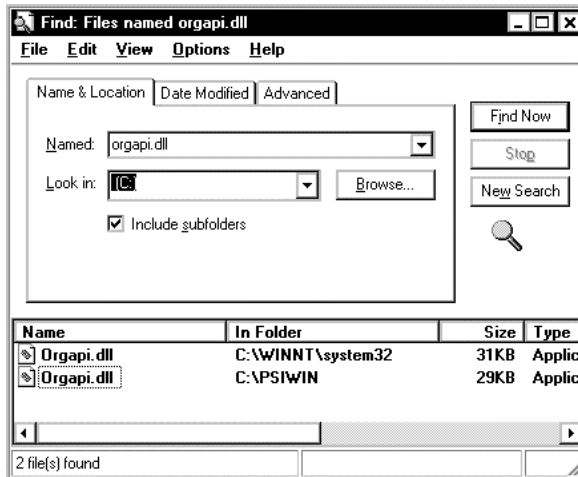 Find: Files named orgapi.dll
File Edit View Options Help
Name & Location Date Modified Advanced
Named: orgapi.dll
Look in: (C:)
Browse...
Include subfolders
Find Now
Stop
New Search
Name In Folder Size Type
Orgapi.dll C:\WINNT\system32 31KB Applic
Orgapi.dll C:\PSIWIN 29KB Applic
2 file(s) found